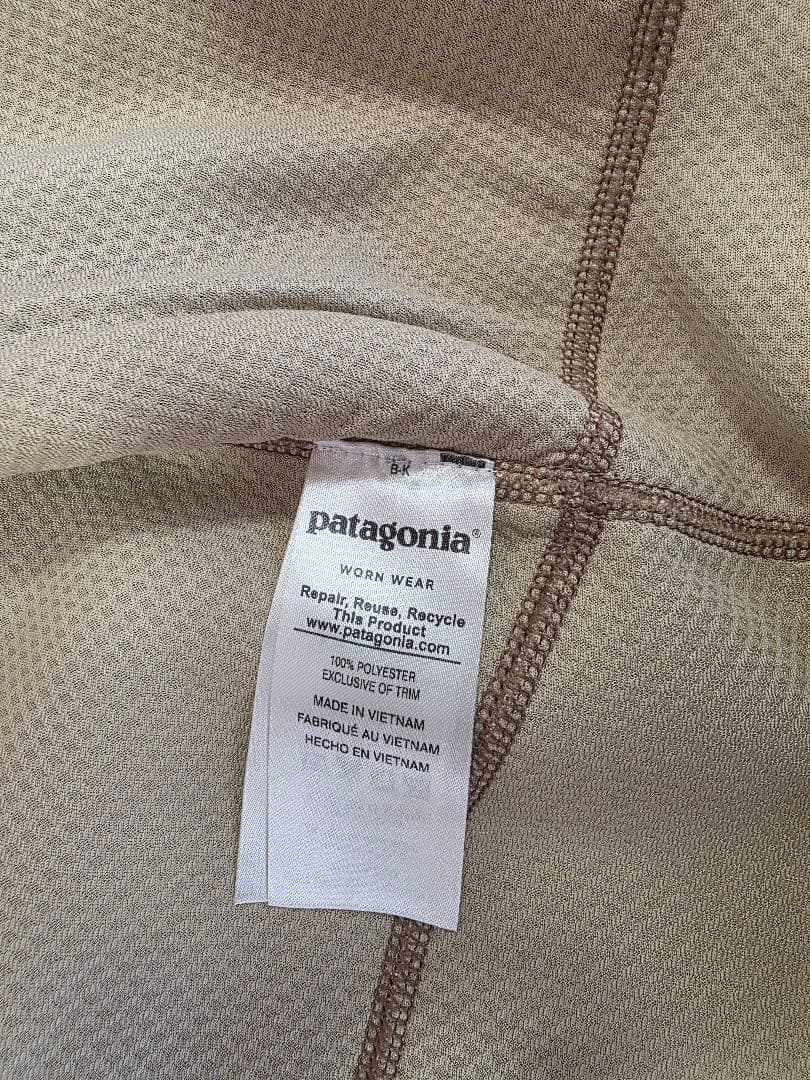 B-K
patagonia®
WORN WEAR
Repair, Reuse, Recycle
This Product
www.patagonia.com
100% POLYESTER
EXCLUSIVE OF TRIM
MADE IN VIETNAM
FABRIQUÉ AU VIETNAM
HECHO EN VIETNAM